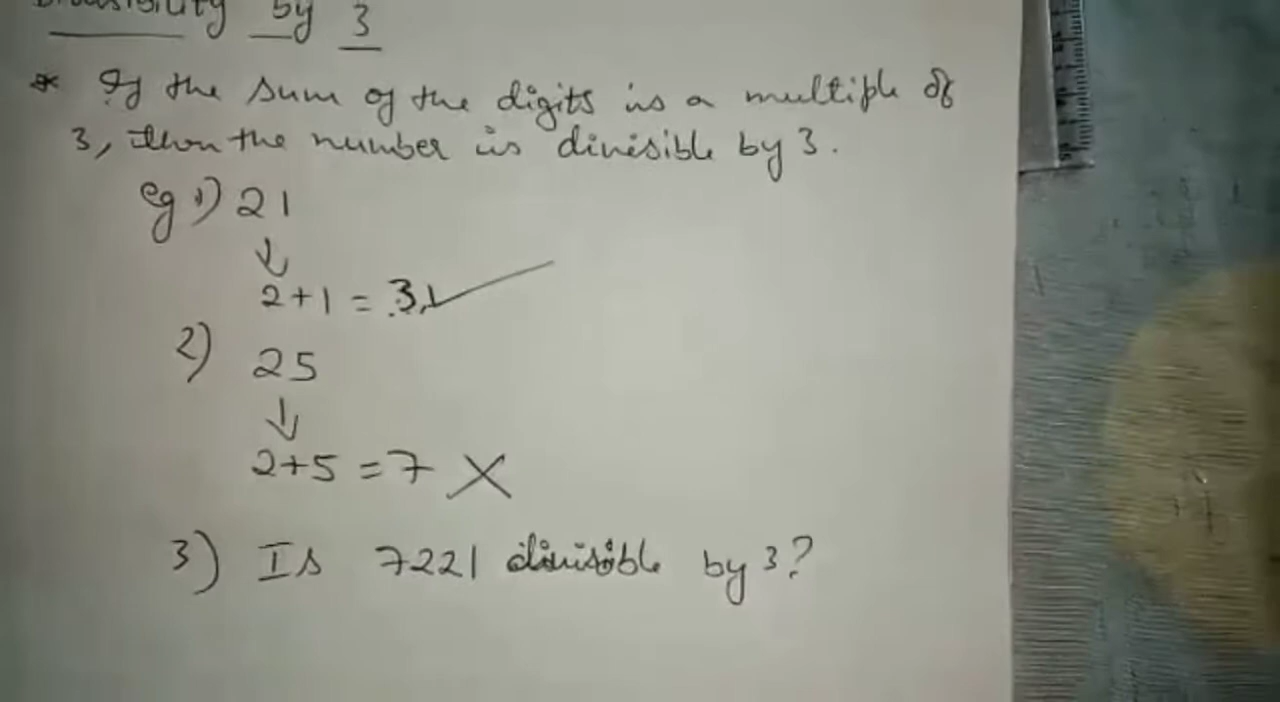 Divisibility by 3
* If the sum of the digits is a multiple of
3, then the number is divisible by 3.
eg 1) 21
↓
2+1 = 3 ✓
2) 25
↓
2+5 = 7 X
3) Is 7221 divisible by 3?